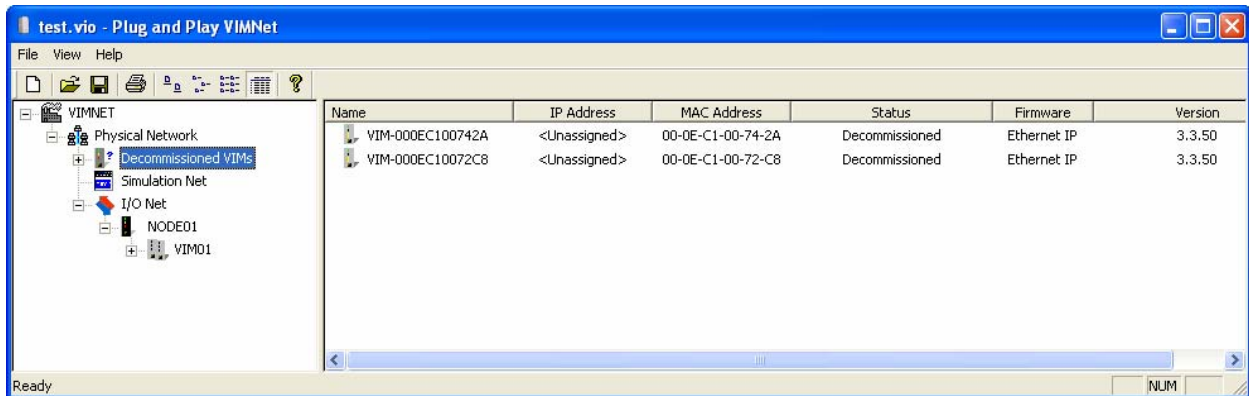 test.vio - Plug and Play VIMNet
File View Help
VIMNET
Physical Network
Decommissioned VIMs
Simulation Net
I/O Net
NODE01
VIM01
Name IP Address MAC Address Status Firmware Version
VIM-000EC100742A <Unassigned> 00-0E-C1-00-74-2A Decommissioned Ethernet IP 3.3.50
VIM-000EC10072C8 <Unassigned> 00-0E-C1-00-72-C8 Decommissioned Ethernet IP 3.3.50
Ready NUM